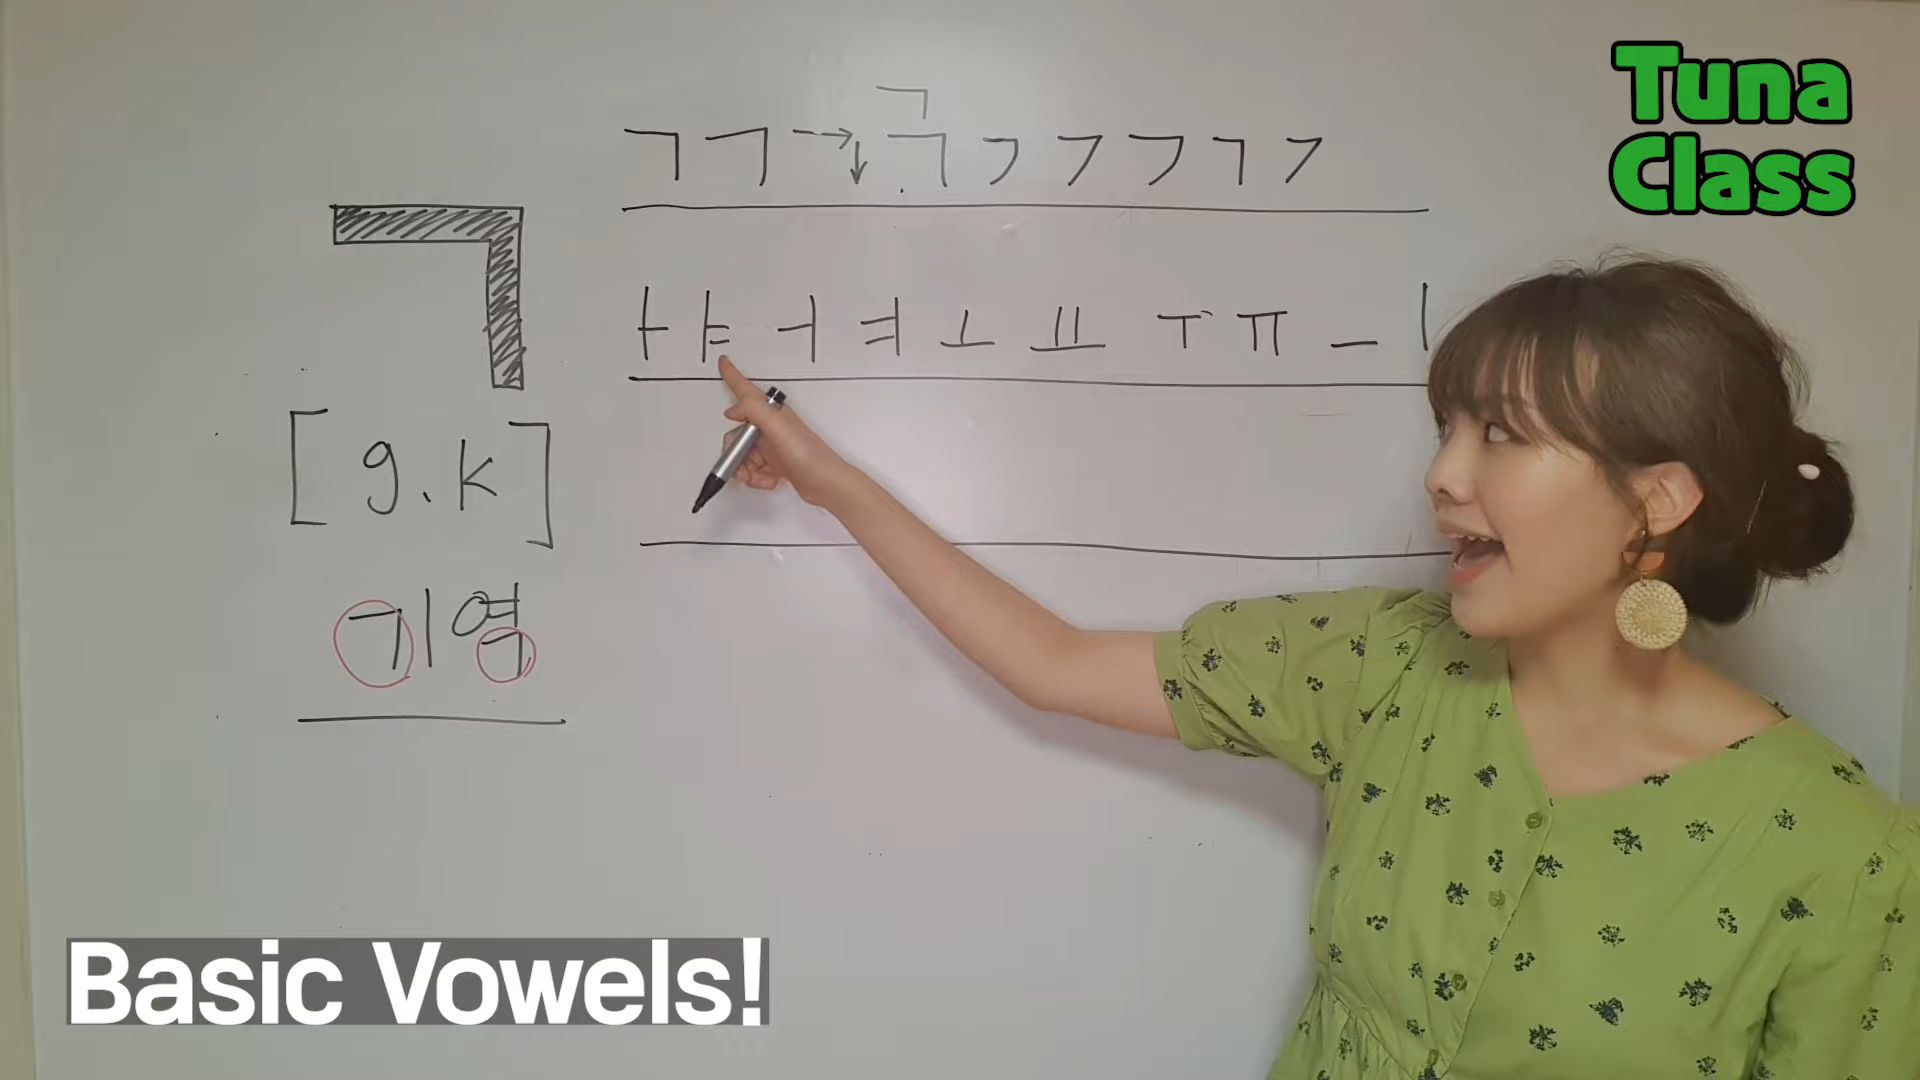 Tuna
Class
ㄱ
ㄱ ㄱ → ↓ ㄱ ㄱ ㄱ ㄱ ㄱ ㄱ
ㄱ
ㅏ ㅑ ㅓ ㅕ ㅗ ㅛ ㅜ ㅠ ㅡ ㅣ
[ g . k ]
기역
Basic Vowels!